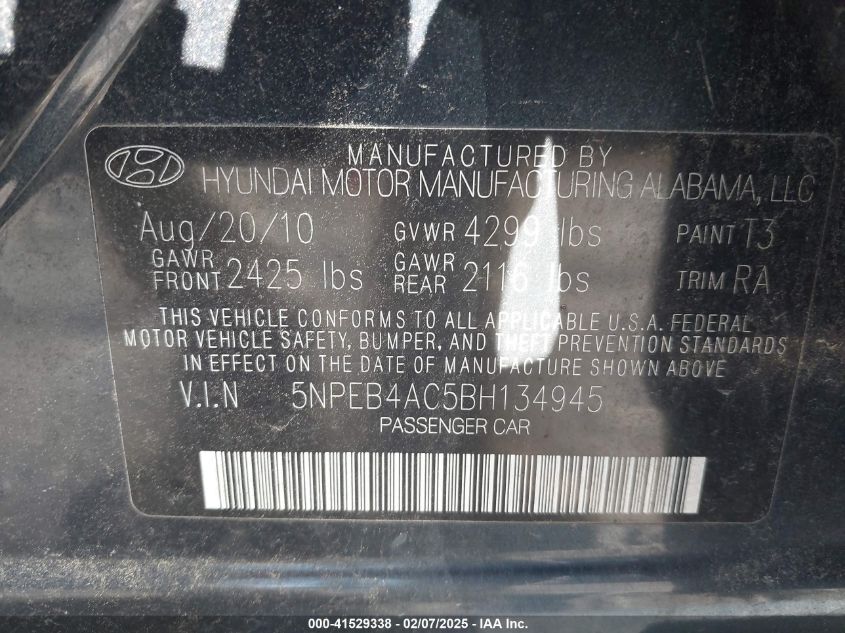 MANUFACTURED BY
HYUNDAI MOTOR MANUFACTURING ALABAMA, LLC
Aug/20/10 GVWR 4299 lbs PAINT T3
GAWR FRONT 2425 lbs GAWR REAR 2116 lbs TRIM RA
THIS VEHICLE CONFORMS TO ALL APPLICABLE U.S.A. FEDERAL
MOTOR VEHICLE SAFETY, BUMPER, AND THEFT PREVENTION STANDARDS
IN EFFECT ON THE DATE OF MANUFACTURE SHOWN ABOVE
V.I.N 5NPEB4AC5BH134945
PASSENGER CAR
000-41529338 - 02/07/2025 - IAA Inc.